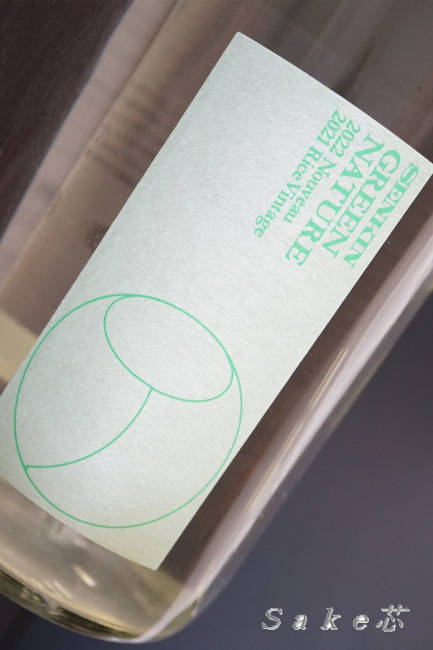 SENKIN
GREEN
NATURE
2022 Nouveau
2021 Rice Vintage
Sake芯